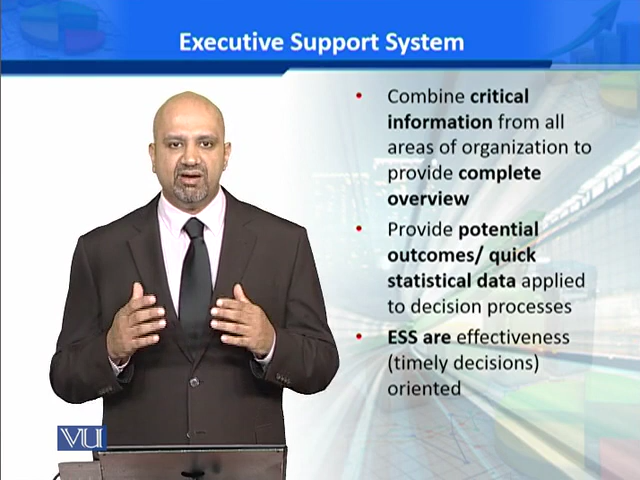 Executive Support System
• Combine critical
information from all
areas of organization to
provide complete
overview
• Provide potential
outcomes/ quick
statistical data applied
to decision processes
• ESS are effectiveness
(timely decisions)
oriented
VU